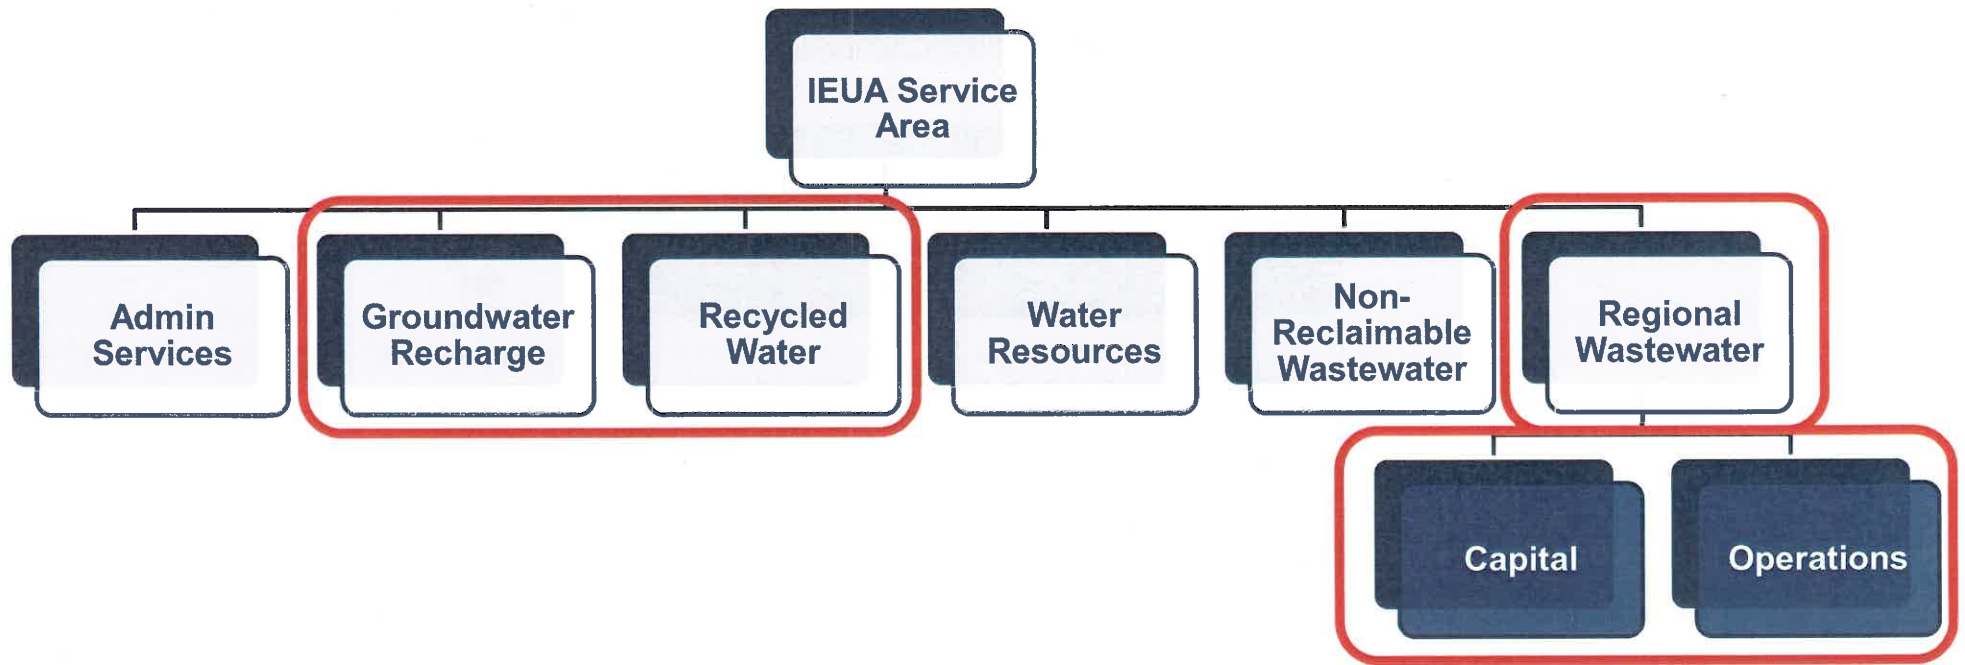 IEUA Service
Area
Admin
Services
Groundwater
Recharge
Recycled
Water
Water
Resources
Non-
Reclaimable
Wastewater
Regional
Wastewater
Capital
Operations